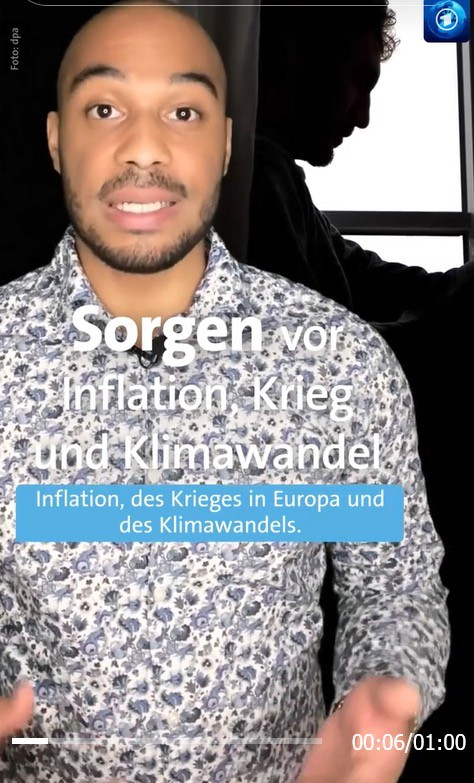 Foto: dpa
1
Sorgen vor
Inflation, Krieg
und Klimawandel
Inflation, des Krieges in Europa und
des Klimawandels.
00:06/01:00